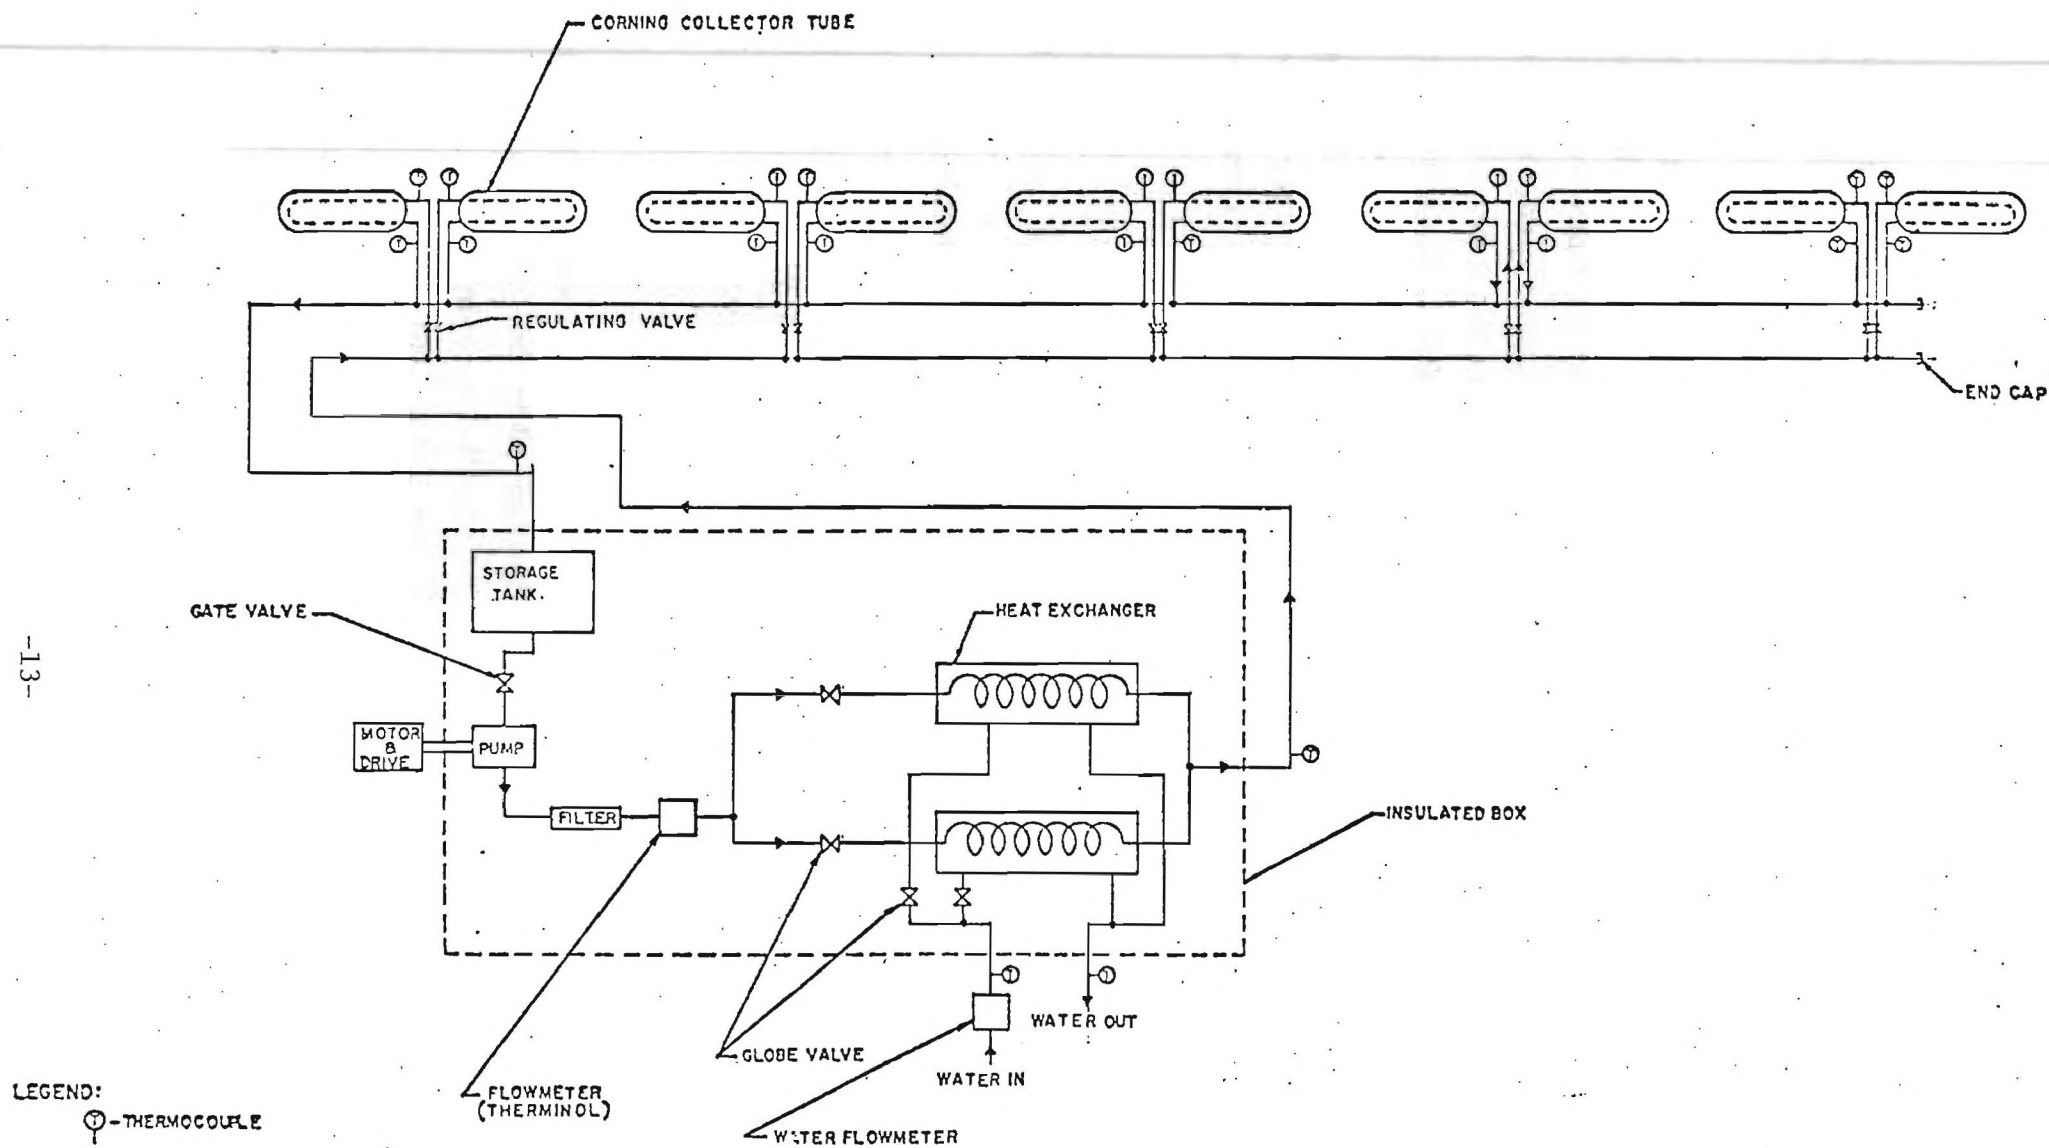 CORNING COLLECTOR TUBE
REGULATING VALVE
END CAP
STORAGE
TANK.
GATE VALVE
HEAT EXCHANGER
-13-
MOTOR
&
DRIVE
PUMP
FILTER
INSULATED BOX
WATER OUT
GLOBE VALVE
WATER IN
FLOWMETER
(THERMINOL)
WATER FLOWMETER
LEGEND:
T -THERMOCOUPLE